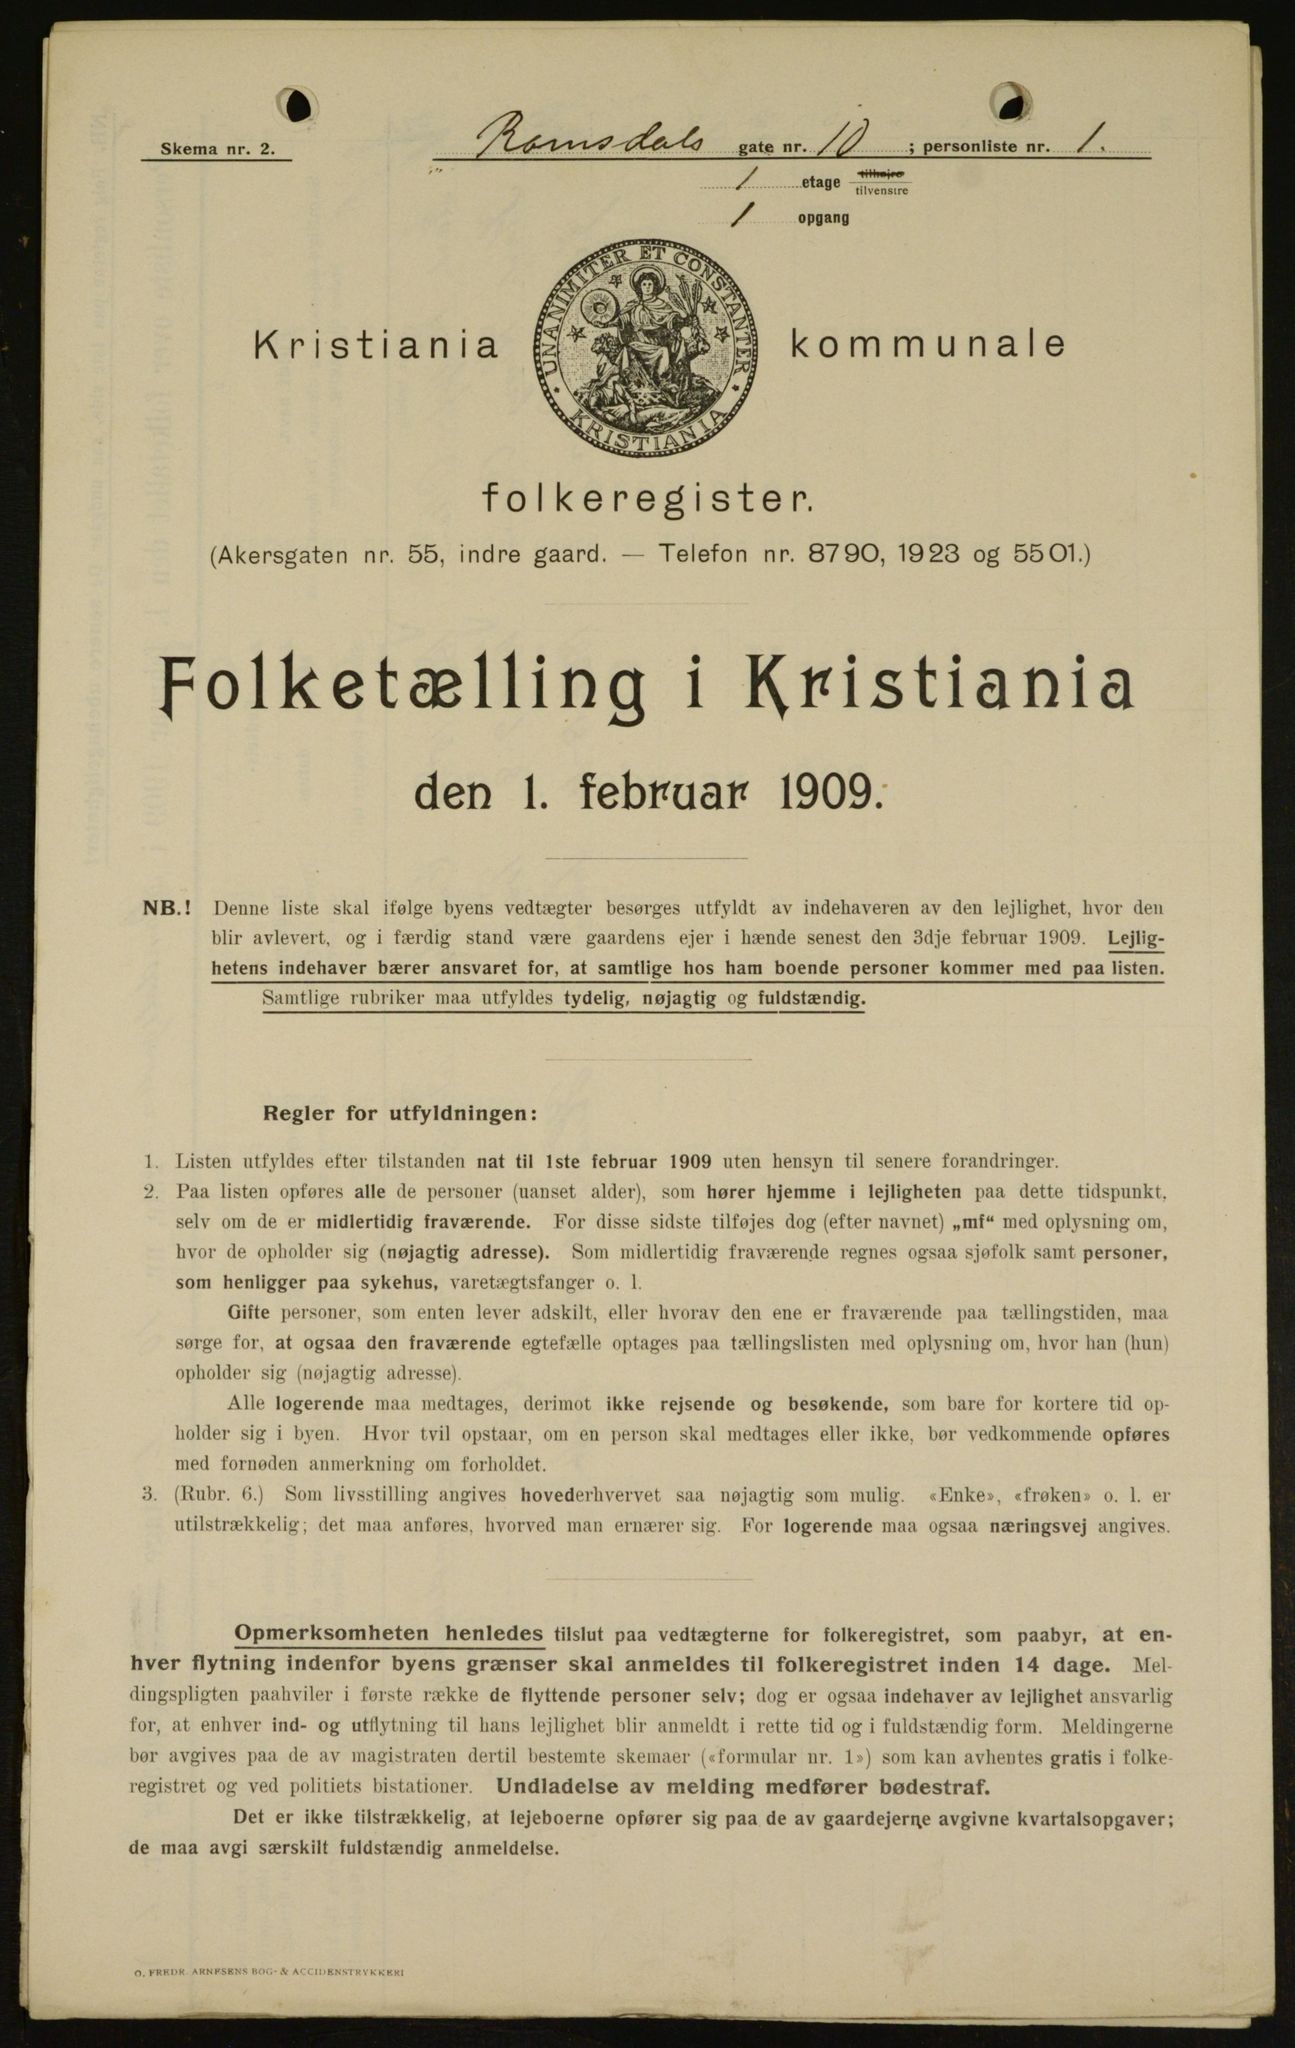 Skema nr. 2.
Romsdals gate nr. 10 ; personliste nr. 1.
1 etage tilhøjre
tilvenstre
1 opgang
UNANIMITER ET CONSTANTER
KRISTIANIA
Kristiania kommunale
folkeregister.
(Akersgaten nr. 55, indre gaard. — Telefon nr. 8790, 1923 og 5501.)
Folketælling i Kristiania
den 1. februar 1909.
NB.! Denne liste skal ifølge byens vedtægter besørges utfyldt av indehaveren av den lejlighet, hvor den
blir avlevert, og i færdig stand være gaardens ejer i hænde senest den 3dje februar 1909. Lejlig-
hetens indehaver bærer ansvaret for, at samtlige hos ham boende personer kommer med paa listen.
Samtlige rubriker maa utfyldes tydelig, nøjagtig og fuldstændig.
Regler for utfyldningen:
1. Listen utfyldes efter tilstanden nat til 1ste februar 1909 uten hensyn til senere forandringer.
2. Paa listen opføres alle de personer (uanset alder), som hører hjemme i lejligheten paa dette tidspunkt,
selv om de er midlertidig fraværende. For disse sidste tilføjes dog (efter navnet) „mf“ med oplysning om,
hvor de opholder sig (nøjagtig adresse). Som midlertidig fraværende regnes ogsaa sjøfolk samt personer,
som henligger paa sykehus, varetægtsfanger o. l.
Gifte personer, som enten lever adskilt, eller hvorav den ene er fraværende paa tællingstiden, maa
sørge for, at ogsaa den fraværende egtefælle optages paa tællingslisten med oplysning om, hvor han (hun)
opholder sig (nøjagtig adresse).
Alle logerende maa medtages, derimot ikke rejsende og besøkende, som bare for kortere tid op-
holder sig i byen. Hvor tvil opstaar, om en person skal medtages eller ikke, bør vedkommende opføres
med fornøden anmerkning om forholdet.
3. (Rubr. 6.) Som livsstilling angives hovederhvervet saa nøjagtig som mulig. «Enke», «frøken» o. l. er
utilstrækkelig; det maa anføres, hvorved man ernærer sig. For logerende maa ogsaa næringsvej angives.
Opmerksomheten henledes tilslut paa vedtægterne for folkeregistret, som paabyr, at en-
hver flytning indenfor byens grænser skal anmeldes til folkeregistret inden 14 dage. Mel-
dingspligten paahviler i første række de flyttende personer selv; dog er ogsaa indehaver av lejlighet ansvarlig
for, at enhver ind- og utflytning til hans lejlighet blir anmeldt i rette tid og i fuldstændig form. Meldingerne
bør avgives paa de av magistraten dertil bestemte skemaer («formular nr. 1») som kan avhentes gratis i folke-
registret og ved politiets bistationer. Undladelse av melding medfører bødestraf.
Det er ikke tilstrækkelig, at lejeboerne opfører sig paa de av gaardejerne avgivne kvartalsopgaver;
de maa avgi særskilt fuldstændig anmeldelse.
O. FREDR. ARNESENS BOG- & ACCIDENSTRYKKERI